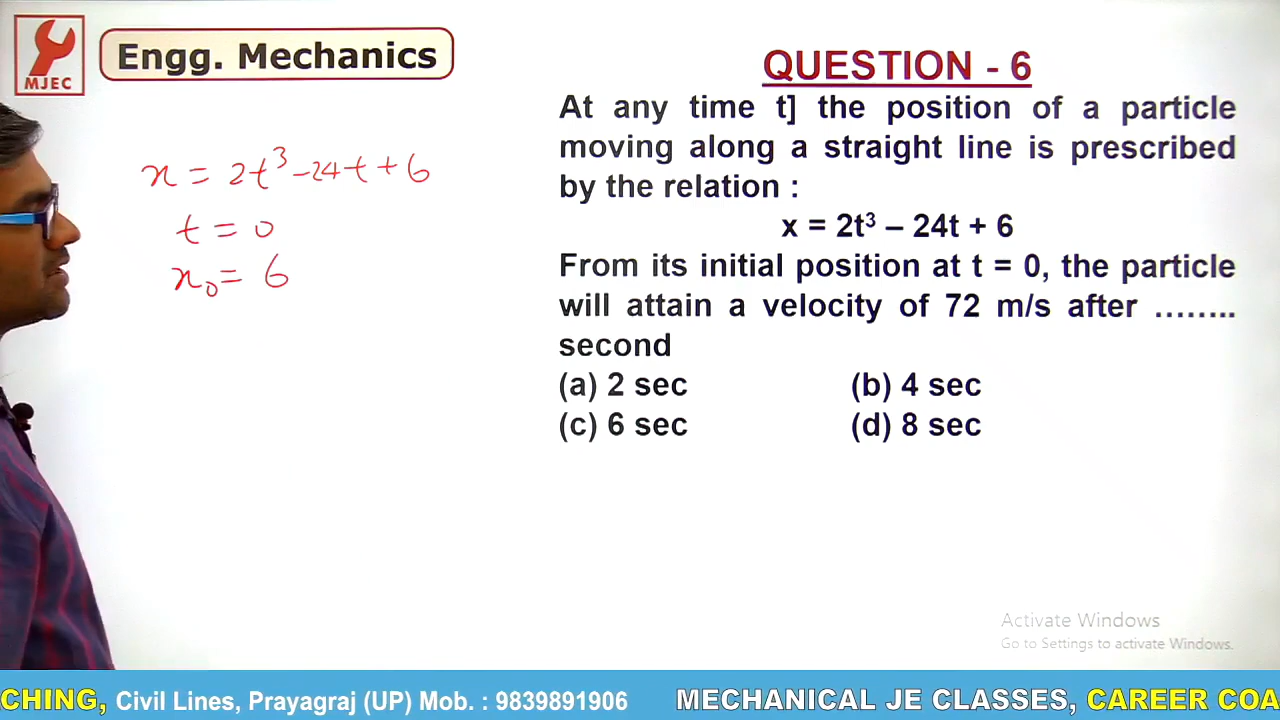 MJEC
Engg. Mechanics
x = 2t³ -24t + 6
t = 0
x₀ = 6
QUESTION - 6
At any time t] the position of a particle
moving along a straight line is prescribed
by the relation :
x = 2t³ – 24t + 6
From its initial position at t = 0, the particle
will attain a velocity of 72 m/s after ……..
second
(a) 2 sec (b) 4 sec
(c) 6 sec (d) 8 sec
Activate Windows
Go to Settings to activate Windows.
CHING, Civil Lines, Prayagraj (UP) Mob. : 9839891906 MECHANICAL JE CLASSES, CAREER COA